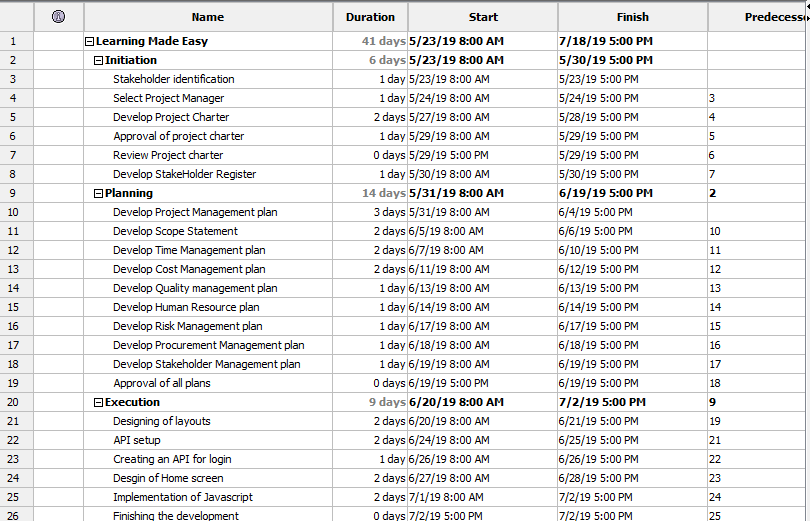 Name Duration Start Finish Predecess
1 Learning Made Easy 41 days 5/23/19 8:00 AM 7/18/19 5:00 PM
2 Initiation 6 days 5/23/19 8:00 AM 5/30/19 5:00 PM
3 Stakeholder identification 1 day 5/23/19 8:00 AM 5/23/19 5:00 PM
4 Select Project Manager 1 day 5/24/19 8:00 AM 5/24/19 5:00 PM 3
5 Develop Project Charter 2 days 5/27/19 8:00 AM 5/28/19 5:00 PM 4
6 Approval of project charter 1 day 5/29/19 8:00 AM 5/29/19 5:00 PM 5
7 Review Project charter 0 days 5/29/19 5:00 PM 5/29/19 5:00 PM 6
8 Develop StakeHolder Register 1 day 5/30/19 8:00 AM 5/30/19 5:00 PM 7
9 Planning 14 days 5/31/19 8:00 AM 6/19/19 5:00 PM 2
10 Develop Project Management plan 3 days 5/31/19 8:00 AM 6/4/19 5:00 PM
11 Develop Scope Statement 2 days 6/5/19 8:00 AM 6/6/19 5:00 PM 10
12 Develop Time Management plan 2 days 6/7/19 8:00 AM 6/10/19 5:00 PM 11
13 Develop Cost Management plan 2 days 6/11/19 8:00 AM 6/12/19 5:00 PM 12
14 Develop Quality management plan 1 day 6/13/19 8:00 AM 6/13/19 5:00 PM 13
15 Develop Human Resource plan 1 day 6/14/19 8:00 AM 6/14/19 5:00 PM 14
16 Develop Risk Management plan 1 day 6/17/19 8:00 AM 6/17/19 5:00 PM 15
17 Develop Procurement Management plan 1 day 6/18/19 8:00 AM 6/18/19 5:00 PM 16
18 Develop Stakeholder Management plan 1 day 6/19/19 8:00 AM 6/19/19 5:00 PM 17
19 Approval of all plans 0 days 6/19/19 5:00 PM 6/19/19 5:00 PM 18
20 Execution 9 days 6/20/19 8:00 AM 7/2/19 5:00 PM 9
21 Designing of layouts 2 days 6/20/19 8:00 AM 6/21/19 5:00 PM 19
22 API setup 2 days 6/24/19 8:00 AM 6/25/19 5:00 PM 21
23 Creating an API for login 1 day 6/26/19 8:00 AM 6/26/19 5:00 PM 22
24 Desgin of Home screen 2 days 6/27/19 8:00 AM 6/28/19 5:00 PM 23
25 Implementation of Javascript 2 days 7/1/19 8:00 AM 7/2/19 5:00 PM 24
26 Finishing the development 0 days 7/2/19 5:00 PM 7/2/19 5:00 PM 25